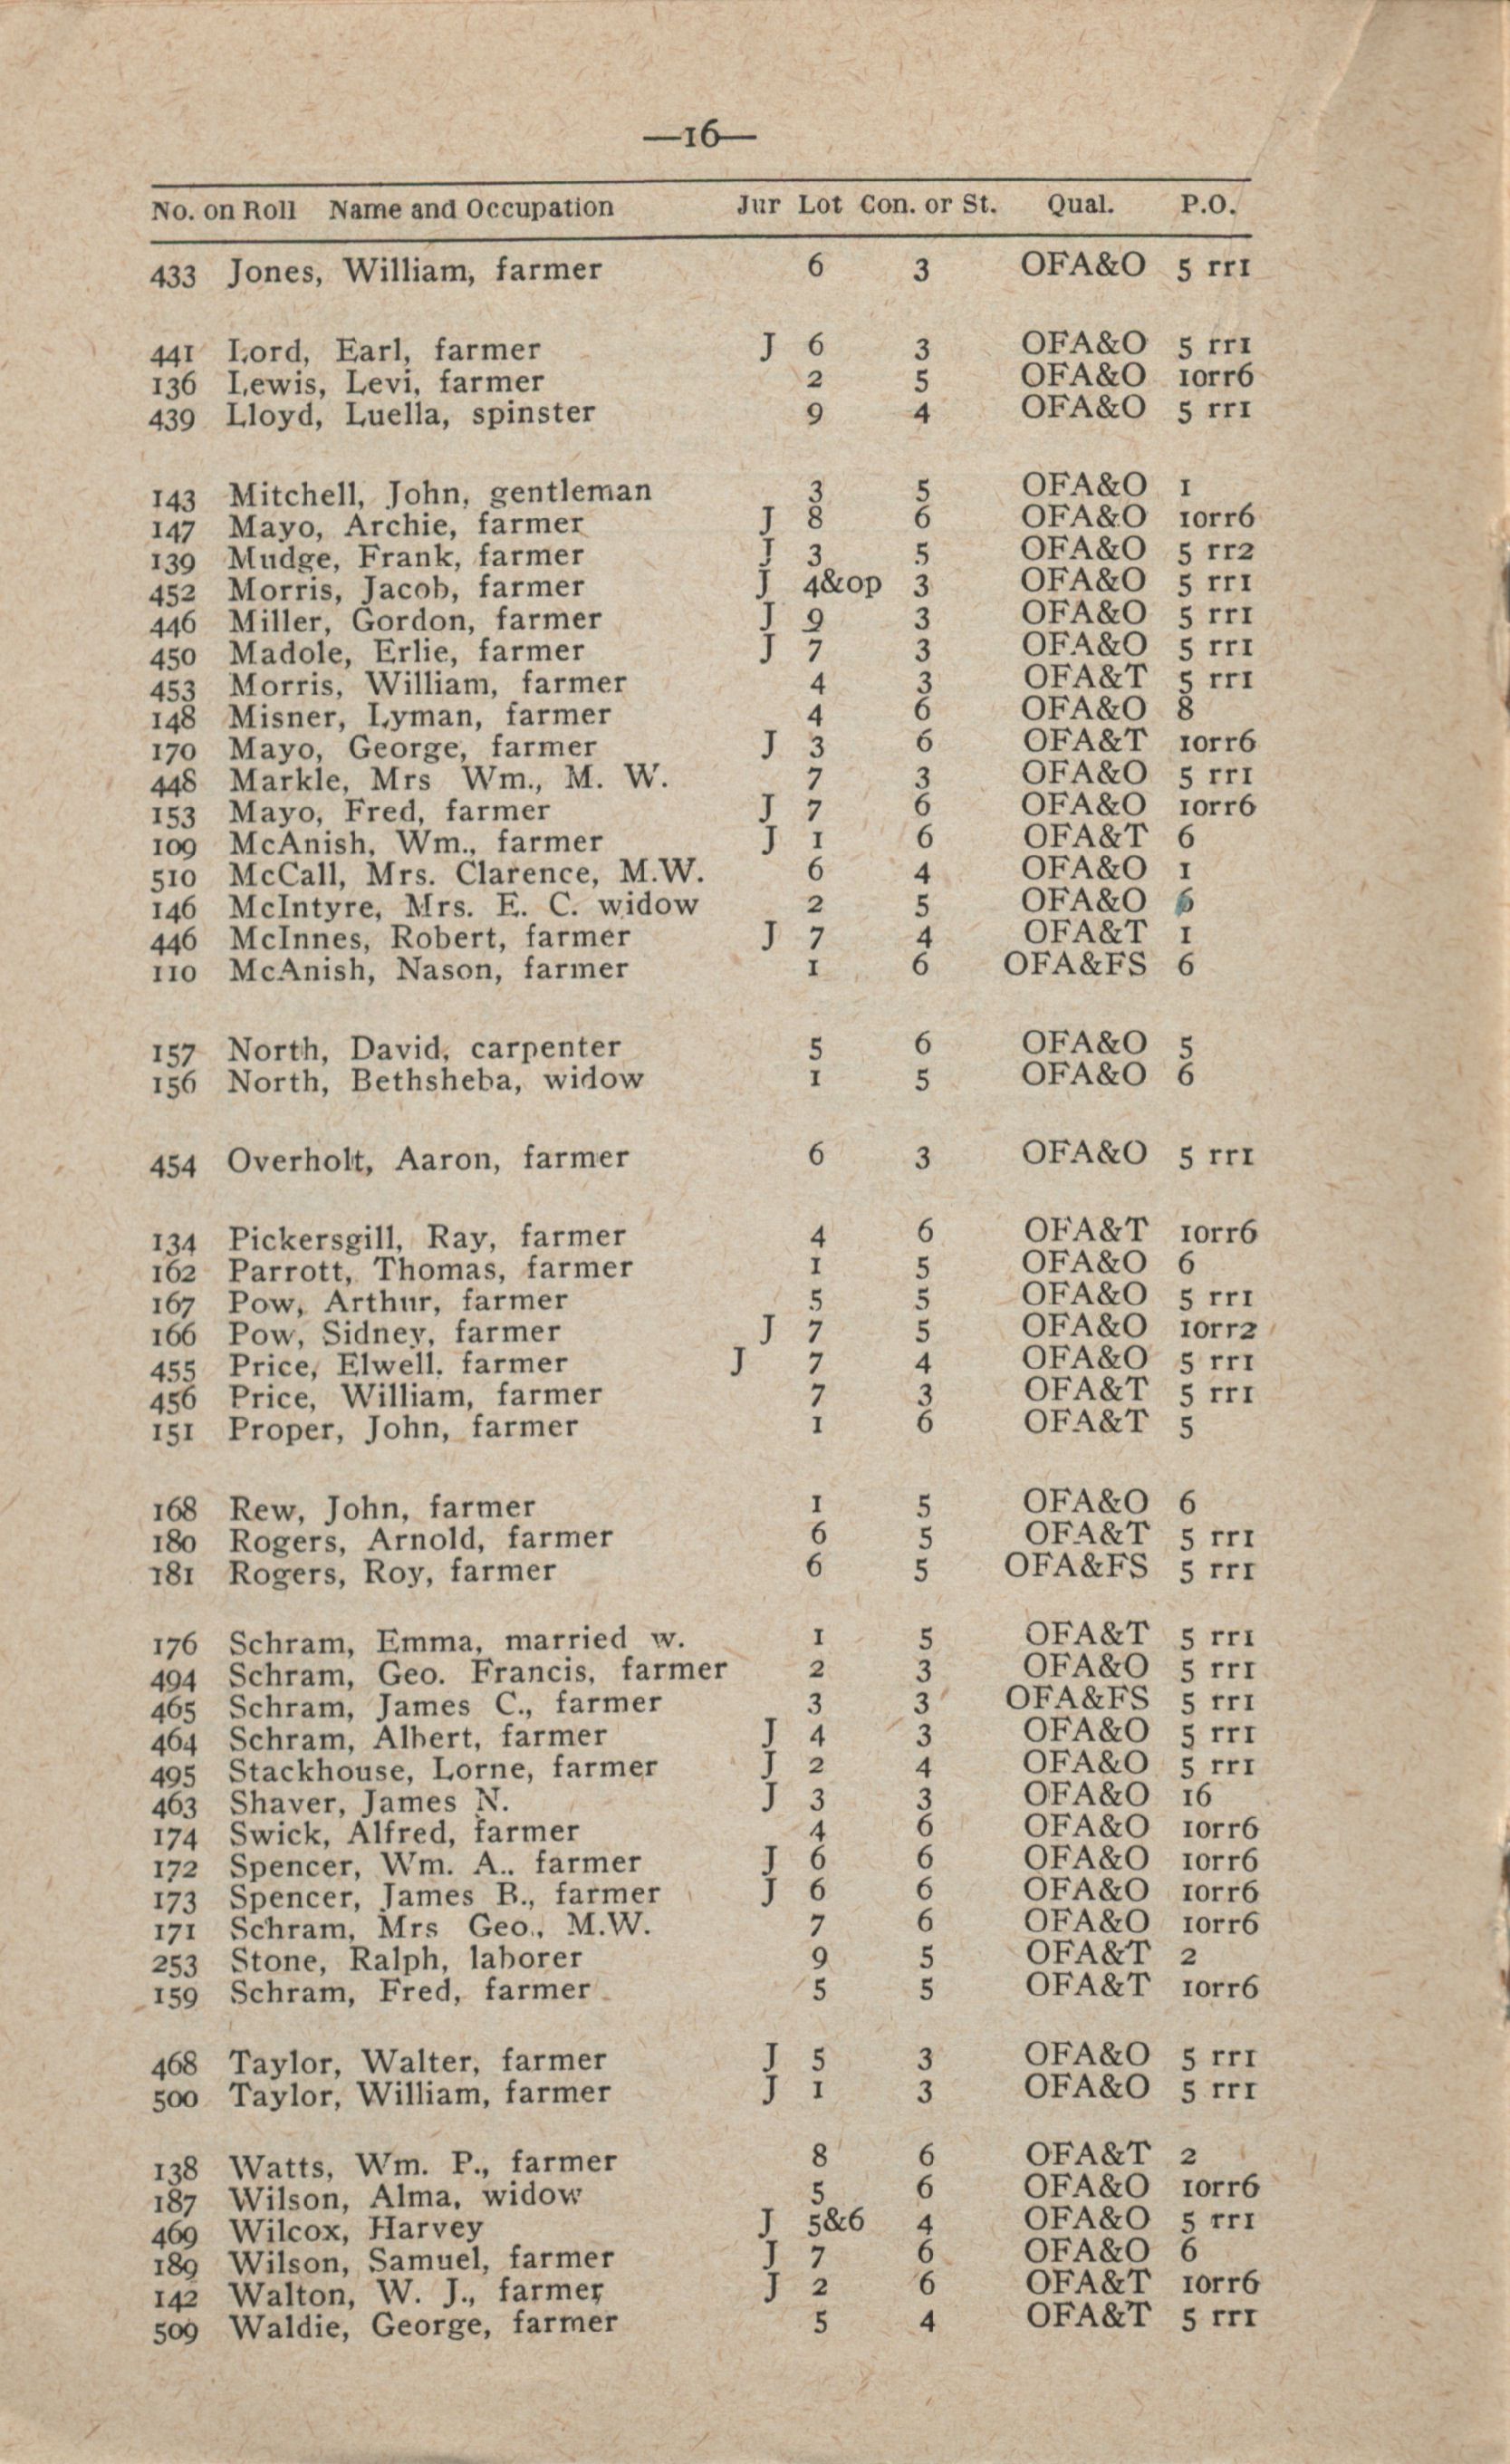 —16—
No. on Roll Name and Occupation Jur Lot Con. or St. Qual. P.O.
433 Jones, William, farmer 6 3 OFA&O 5 rr1
441 Lord, Earl, farmer J 6 3 OFA&O 5 rr1
136 Lewis, Levi, farmer 2 5 OFA&O 10rr6
439 Lloyd, Luella, spinster 9 4 OFA&O 5 rr1
143 Mitchell, John, gentleman 3 5 OFA&O 1
147 Mayo, Archie, farmer J 8 6 OFA&O 10rr6
139 Mudge, Frank, farmer J 3 5 OFA&O 5 rr2
452 Morris, Jacob, farmer J 4&op 3 OFA&O 5 rr1
446 Miller, Gordon, farmer J 9 3 OFA&O 5 rr1
450 Madole, Erlie, farmer J 7 3 OFA&O 5 rr1
453 Morris, William, farmer 4 3 OFA&T 5 rr1
148 Misner, Lyman, farmer 4 6 OFA&O 8
170 Mayo, George, farmer J 3 6 OFA&T 10rr6
448 Markle, Mrs Wm., M. W. 7 3 OFA&O 5 rr1
153 Mayo, Fred, farmer J 7 6 OFA&O 10rr6
109 McAnish, Wm., farmer J 1 6 OFA&T 6
510 McCall, Mrs. Clarence, M.W. 6 4 OFA&O 1
146 McIntyre, Mrs. E. C. widow 2 5 OFA&O 6
446 McInnes, Robert, farmer J 7 4 OFA&T 1
110 McAnish, Nason, farmer 1 6 OFA&FS 6
157 North, David, carpenter 5 6 OFA&O 5
156 North, Bethsheba, widow 1 5 OFA&O 6
454 Overholt, Aaron, farmer 6 3 OFA&O 5 rr1
134 Pickersgill, Ray, farmer 4 6 OFA&T 10rr6
162 Parrott, Thomas, farmer 1 5 OFA&O 6
167 Pow, Arthur, farmer 5 5 OFA&O 5 rr1
166 Pow, Sidney, farmer J 7 5 OFA&O 10rr2
455 Price, Elwell. farmer J 7 4 OFA&O 5 rr1
456 Price, William, farmer 7 3 OFA&T 5 rr1
151 Proper, John, farmer 1 6 OFA&T 5
168 Rew, John, farmer 1 5 OFA&O 6
180 Rogers, Arnold, farmer 6 5 OFA&T 5 rr1
181 Rogers, Roy, farmer 6 5 OFA&FS 5 rr1
176 Schram, Emma, married w. 1 5 OFA&T 5 rr1
494 Schram, Geo. Francis, farmer 2 3 OFA&O 5 rr1
465 Schram, James C., farmer 3 3 OFA&FS 5 rr1
464 Schram, Albert, farmer J 4 3 OFA&O 5 rr1
495 Stackhouse, Lorne, farmer J 2 4 OFA&O 5 rr1
463 Shaver, James N. J 3 3 OFA&O 16
174 Swick, Alfred, farmer 4 6 OFA&O 10rr6
172 Spencer, Wm. A.. farmer J 6 6 OFA&O 10rr6
173 Spencer, James B., farmer J 6 6 OFA&O 10rr6
171 Schram, Mrs Geo., M.W. 7 6 OFA&O 10rr6
253 Stone, Ralph, laborer 9 5 OFA&T 2
159 Schram, Fred, farmer 5 5 OFA&T 10rr6
468 Taylor, Walter, farmer J 5 3 OFA&O 5 rr1
500 Taylor, William, farmer J 1 3 OFA&O 5 rr1
138 Watts, Wm. P., farmer 8 6 OFA&T 2
187 Wilson, Alma, widow 5 6 OFA&O 10rr6
469 Wilcox, Harvey J 5&6 4 OFA&O 5 rr1
189 Wilson, Samuel, farmer J 7 6 OFA&O 6
142 Walton, W. J., farmer J 2 6 OFA&T 10rr6
509 Waldie, George, farmer 5 4 OFA&T 5 rr1